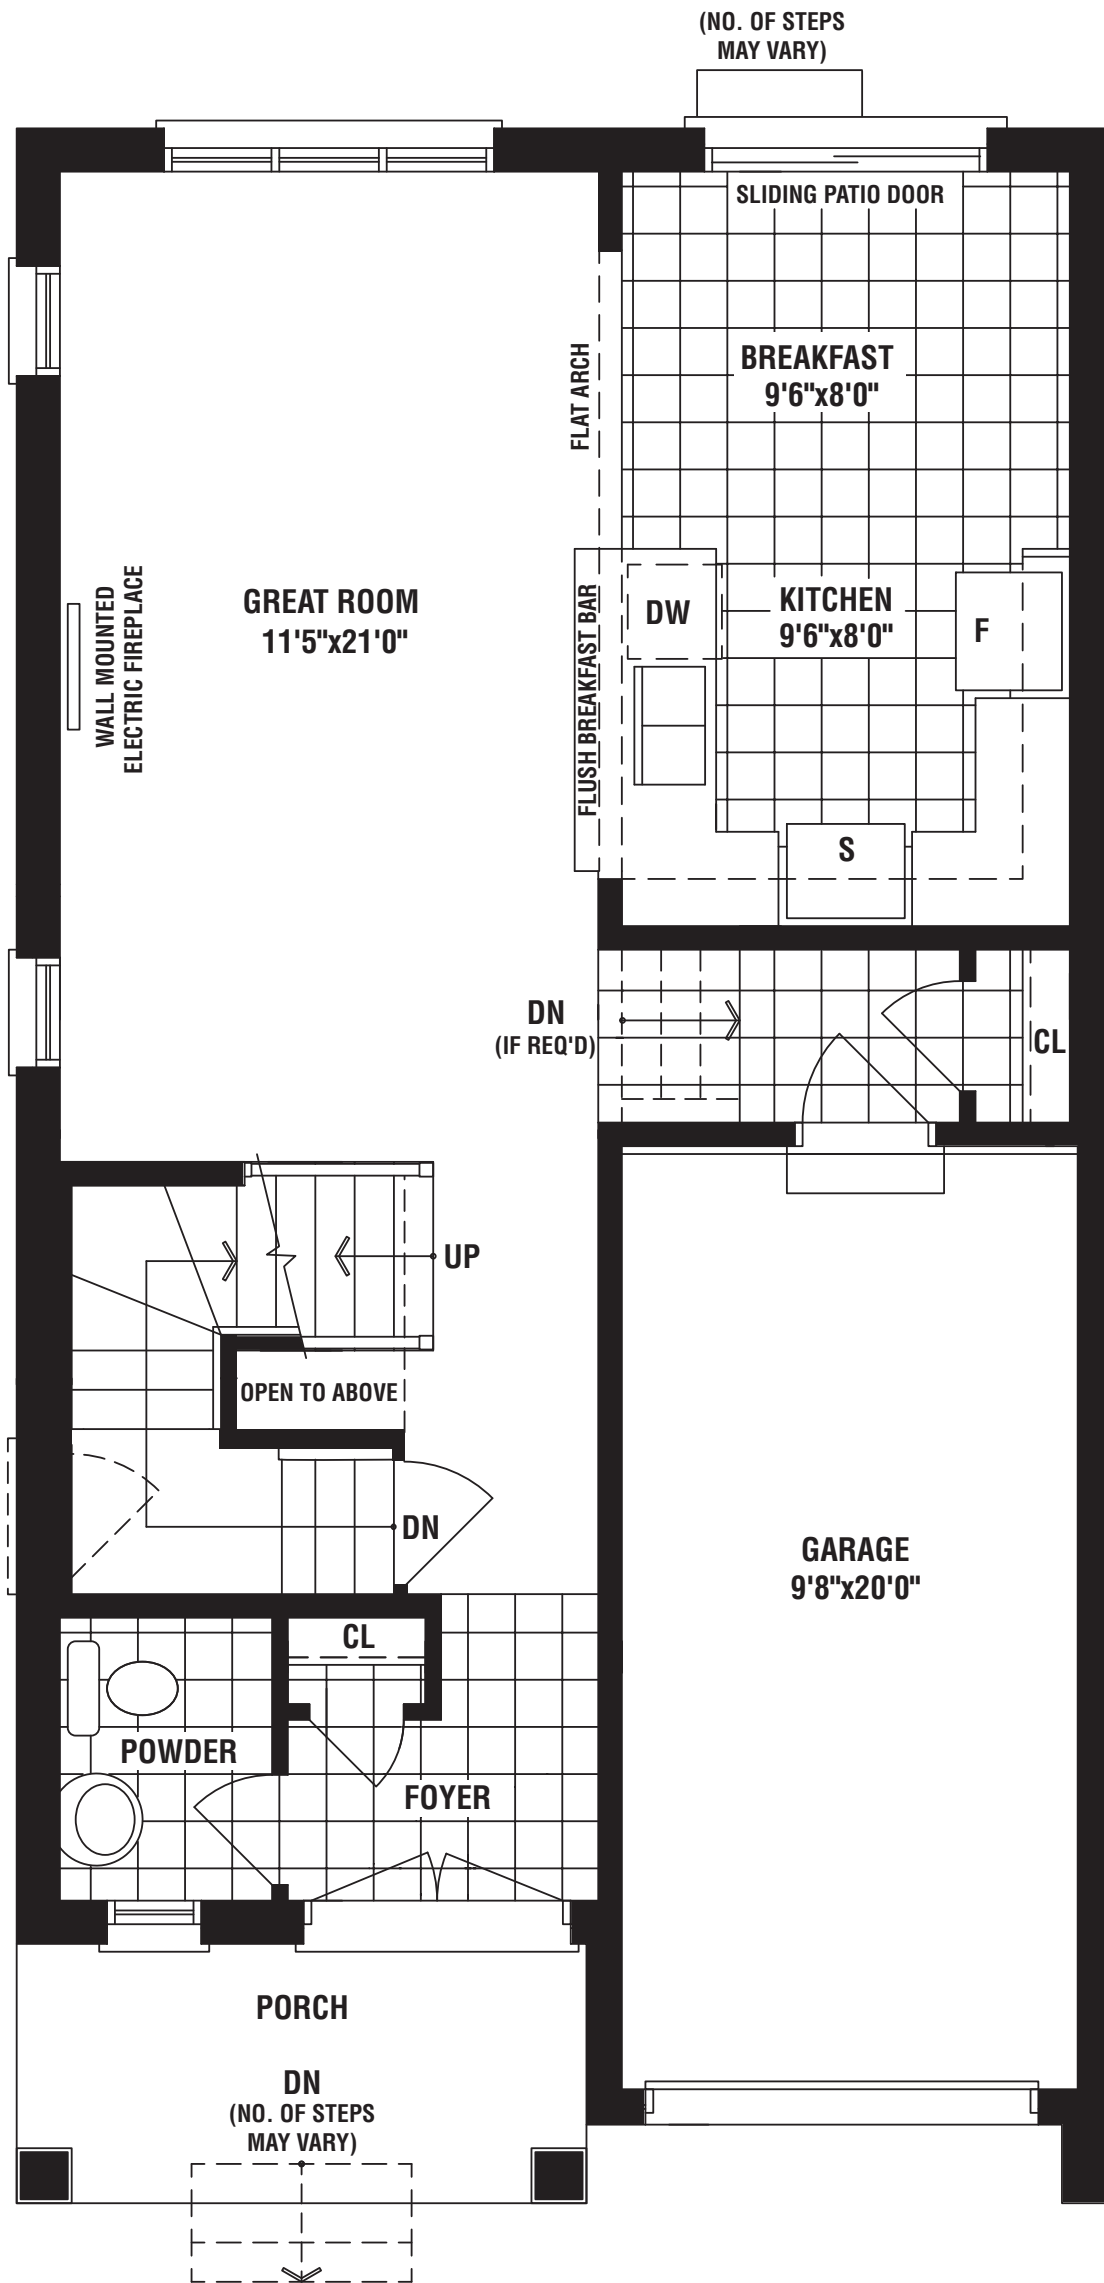 (NO. OF STEPS
MAY VARY)
SLIDING PATIO DOOR
BREAKFAST
9'6"x8'0"
FLAT ARCH
GREAT ROOM
11'5"x21'0"
WALL MOUNTED
ELECTRIC FIREPLACE
FLUSH BREAKFAST BAR
DW
KITCHEN
9'6"x8'0"
F
S
DN
(IF REQ'D)
CL
UP
OPEN TO ABOVE
DN
GARAGE
9'8"x20'0"
CL
POWDER
FOYER
PORCH
DN
(NO. OF STEPS
MAY VARY)